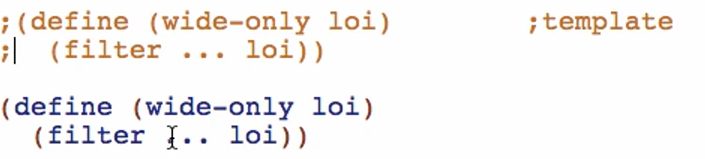 ;(define (wide-only loi)          ;template
;  (filter ... loi))
(define (wide-only loi)
  (filter ... loi))